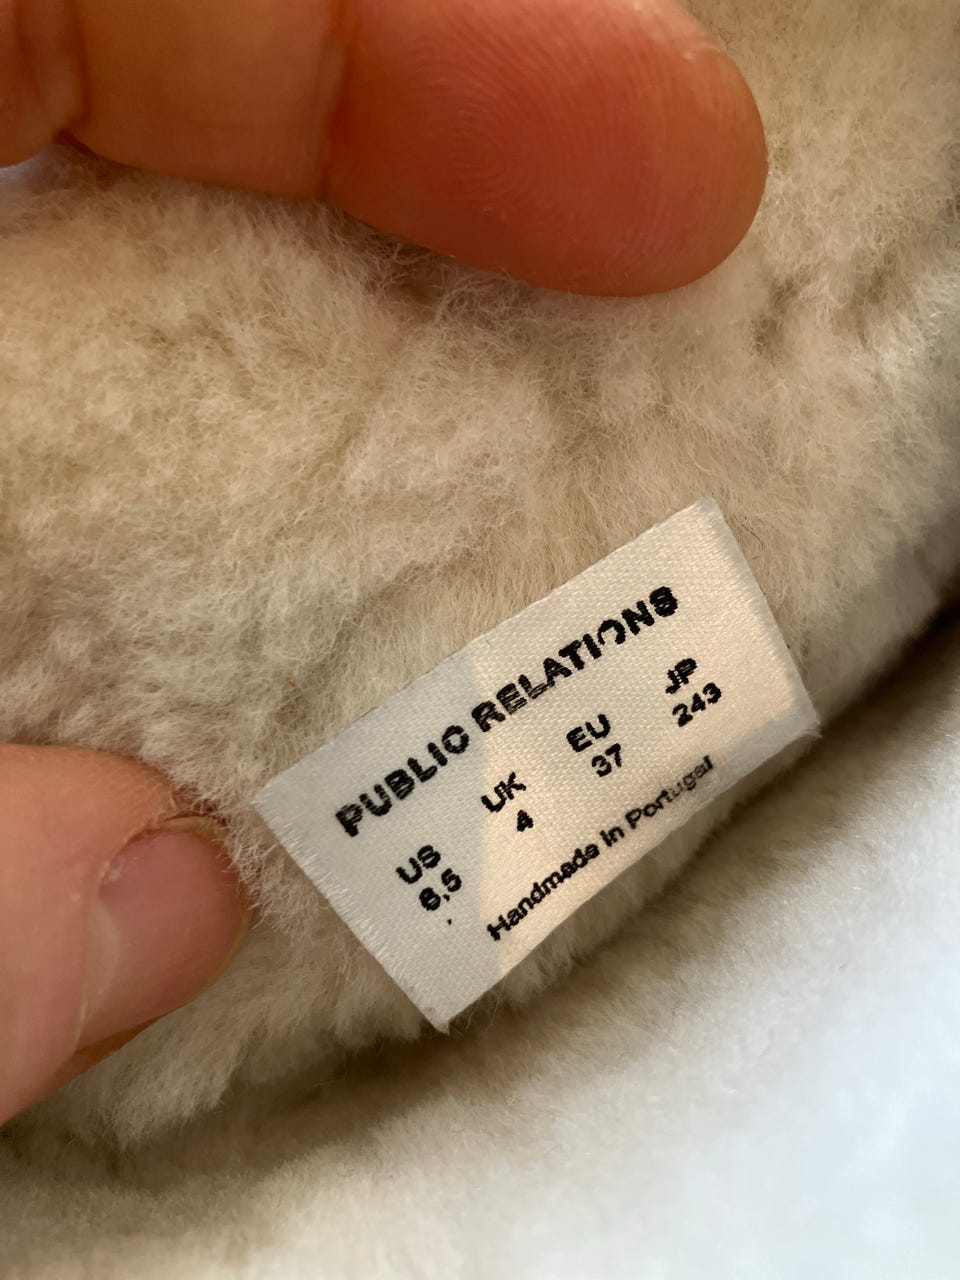 PUBLIC RELATIONS
US UK EU JP
6,5 4 37 243
Handmade in Portugal